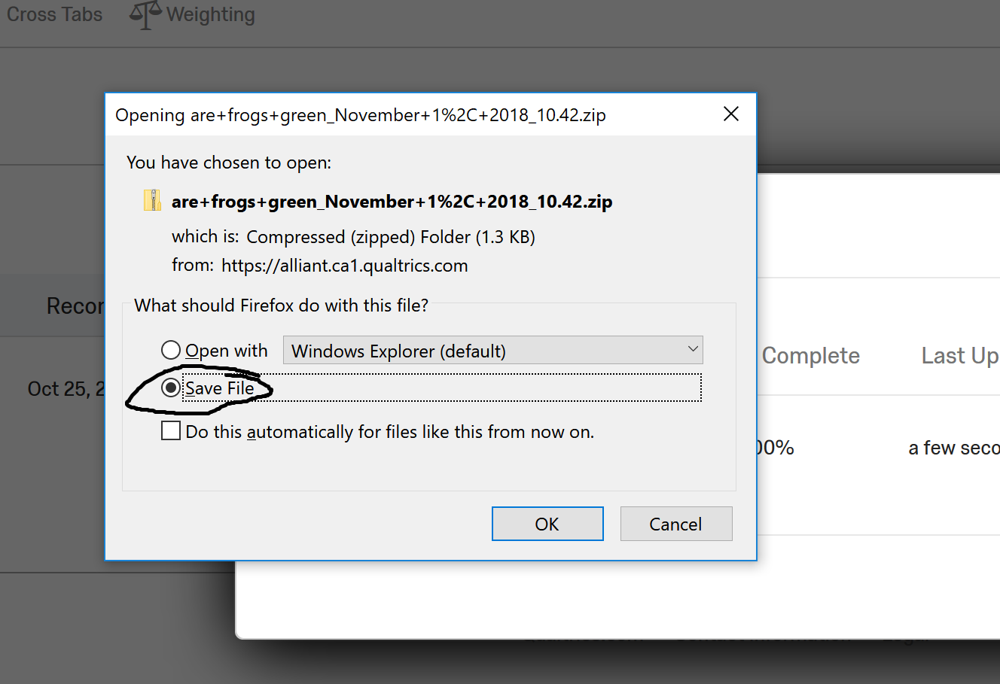 Cross Tabs Weighting
Opening are+frogs+green_November+1%2C+2018_10.42.zip
You have chosen to open:
are+frogs+green_November+1%2C+2018_10.42.zip
which is: Compressed (zipped) Folder (1.3 KB)
from: https://alliant.ca1.qualtrics.com
What should Firefox do with this file?
Recor
Open with Windows Explorer (default)
Complete Last Up
Save File
Oct 25, 2
Do this automatically for files like this from now on.
00% a few seco
OK Cancel